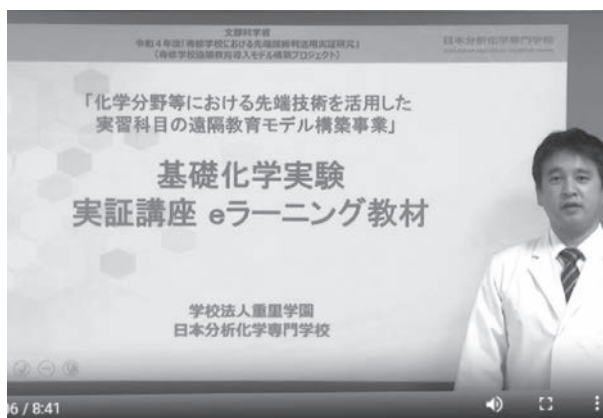 文部科学省
令和4年度「専修学校における先端技術利活用実証研究」
(専修学校遠隔教育導入モデル構築プロジェクト)
日本分析化学専門学校
「化学分野等における先端技術を活用した
実習科目の遠隔教育モデル構築事業」
基礎化学実験
実証講座 eラーニング教材
学校法人重里学園
日本分析化学専門学校
06 / 8:41